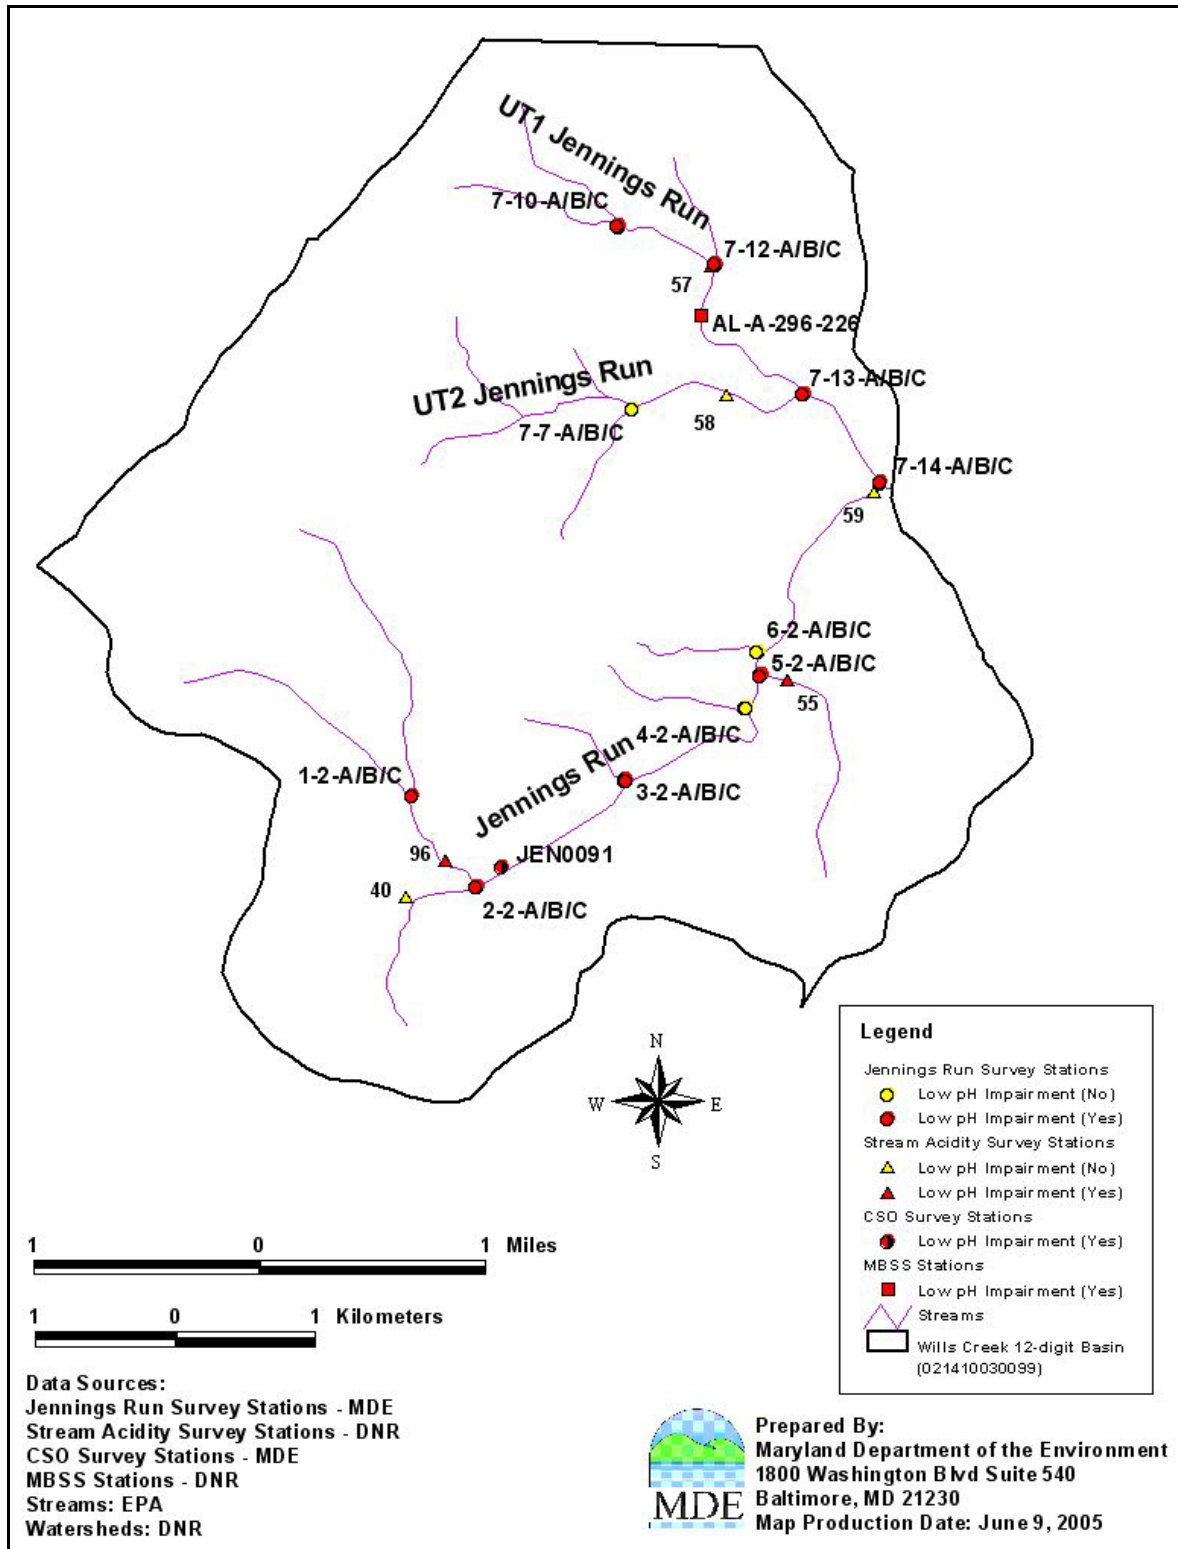 UT1 Jennings Run
7-10-A/B/C
7-12-A/B/C
57
AL-A-296-226
UT2 Jennings Run
7-13-A/B/C
7-7-A/B/C
58
7-14-A/B/C
59
6-2-A/B/C
5-2-A/B/C
55
4-2-A/B/C
Jennings Run
1-2-A/B/C
3-2-A/B/C
96
JEN0091
40
2-2-A/B/C
N
W
E
S
Legend
Jennings Run Survey Stations
Low pH Impairment (No)
Low pH Impairment (Yes)
Stream Acidity Survey Stations
Low pH Impairment (No)
Low pH Impairment (Yes)
CSO Survey Stations
Low pH Impairment (Yes)
MBSS Stations
Low pH Impairment (Yes)
Streams
Wills Creek 12-digit Basin
(021410030099)
1 0 1 Miles
1 0 1 Kilometers
Data Sources:
Jennings Run Survey Stations - MDE
Stream Acidity Survey Stations - DNR
CSO Survey Stations - MDE
MBSS Stations - DNR
Streams: EPA
Watersheds: DNR
MDE
Prepared By:
Maryland Department of the Environment
1800 Washington Blvd Suite 540
Baltimore, MD 21230
Map Production Date: June 9, 2005